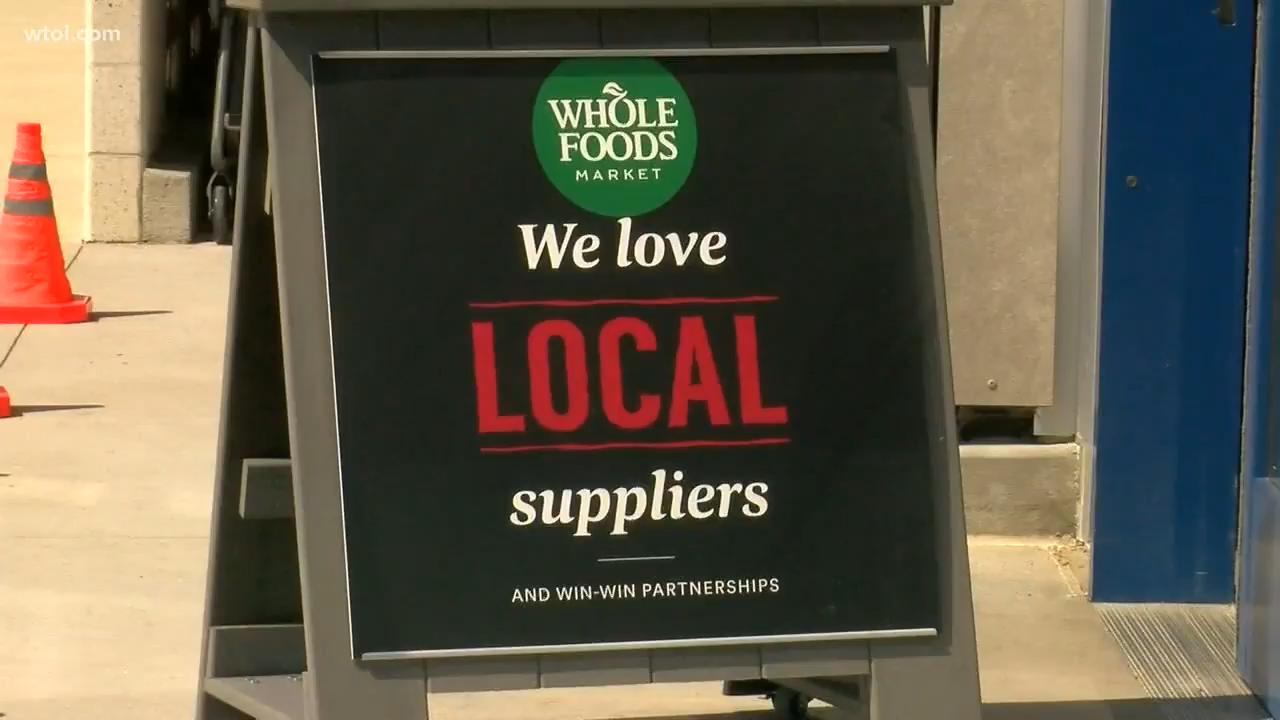 wtol.com
WHOLE
FOODS
MARKET
We love
LOCAL
suppliers
AND WIN-WIN PARTNERSHIPS